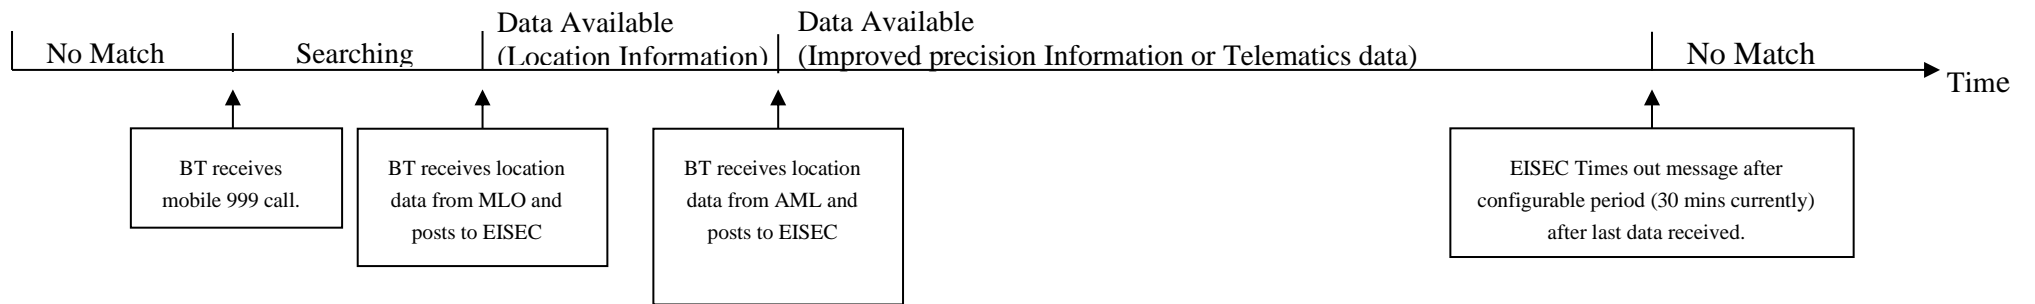 No Match
Searching
Data Available
(Location Information)
Data Available
(Improved precision Information or Telematics data)
No Match
Time
BT receives
mobile 999 call.
BT receives location
data from MLO and
posts to EISEC
BT receives location
data from AML and
posts to EISEC
EISEC Times out message after
configurable period (30 mins currently)
after last data received.